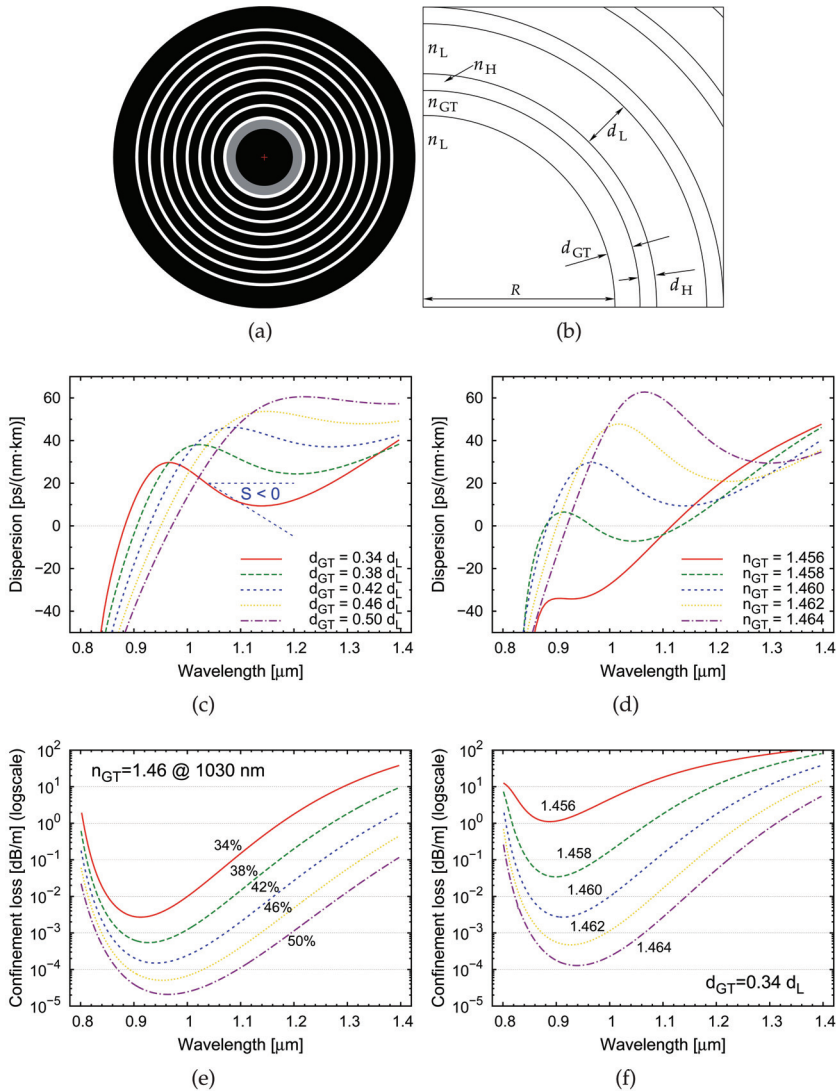 n_L
n_H
n_GT
n_L
d_L
d_GT
d_H
R
(a)
(b)
Dispersion [ps/(nm·km)]
60
40
20
0
−20
−40
S < 0
d_GT = 0.34 d_L
d_GT = 0.38 d_L
d_GT = 0.42 d_L
d_GT = 0.46 d_L
d_GT = 0.50 d_L
0.8 0.9 1 1.1 1.2 1.3 1.4
Wavelength [μm]
(c)
Dispersion [ps/(nm·km)]
60
40
20
0
−20
−40
n_GT = 1.456
n_GT = 1.458
n_GT = 1.460
n_GT = 1.462
n_GT = 1.464
0.8 0.9 1 1.1 1.2 1.3 1.4
Wavelength [μm]
(d)
Confinement loss [dB/m] (logscale)
10^2
10^1
10^0
10^−1
10^−2
10^−3
10^−4
10^−5
n_GT=1.46 @ 1030 nm
34%
38%
42%
46%
50%
0.8 0.9 1 1.1 1.2 1.3 1.4
Wavelength [μm]
(e)
Confinement loss [dB/m] (logscale)
10^2
10^1
10^0
10^−1
10^−2
10^−3
10^−4
10^−5
1.456
1.458
1.460
1.462
1.464
d_GT=0.34 d_L
0.8 0.9 1 1.1 1.2 1.3 1.4
Wavelength [μm]
(f)